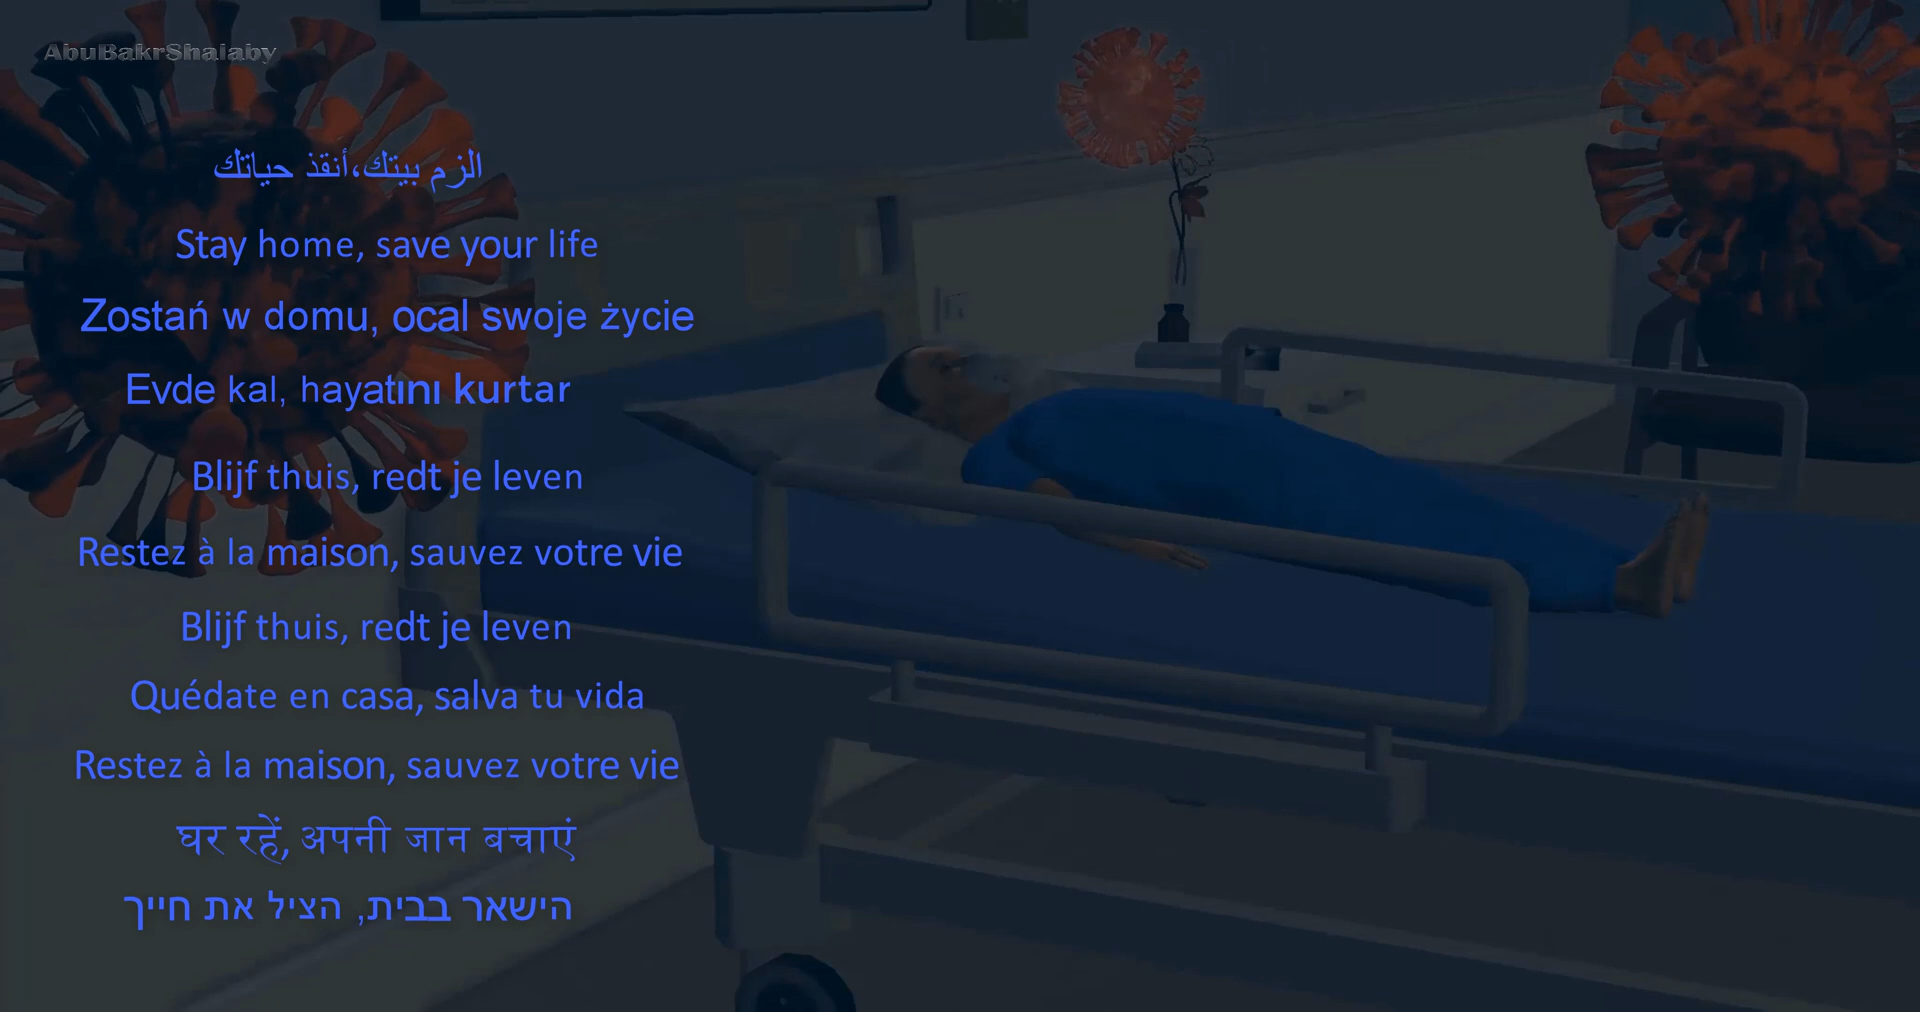 AbuBakrShalaby
الزم بيتك،أنقذ حياتك
Stay home, save your life
Zostań w domu, ocal swoje życie
Evde kal, hayatını kurtar
Blijf thuis, redt je leven
Restez à la maison, sauvez votre vie
Blijf thuis, redt je leven
Quédate en casa, salva tu vida
Restez à la maison, sauvez votre vie
घर रहें, अपनी जान बचाएं
הישאר בבית, הציל את חייך